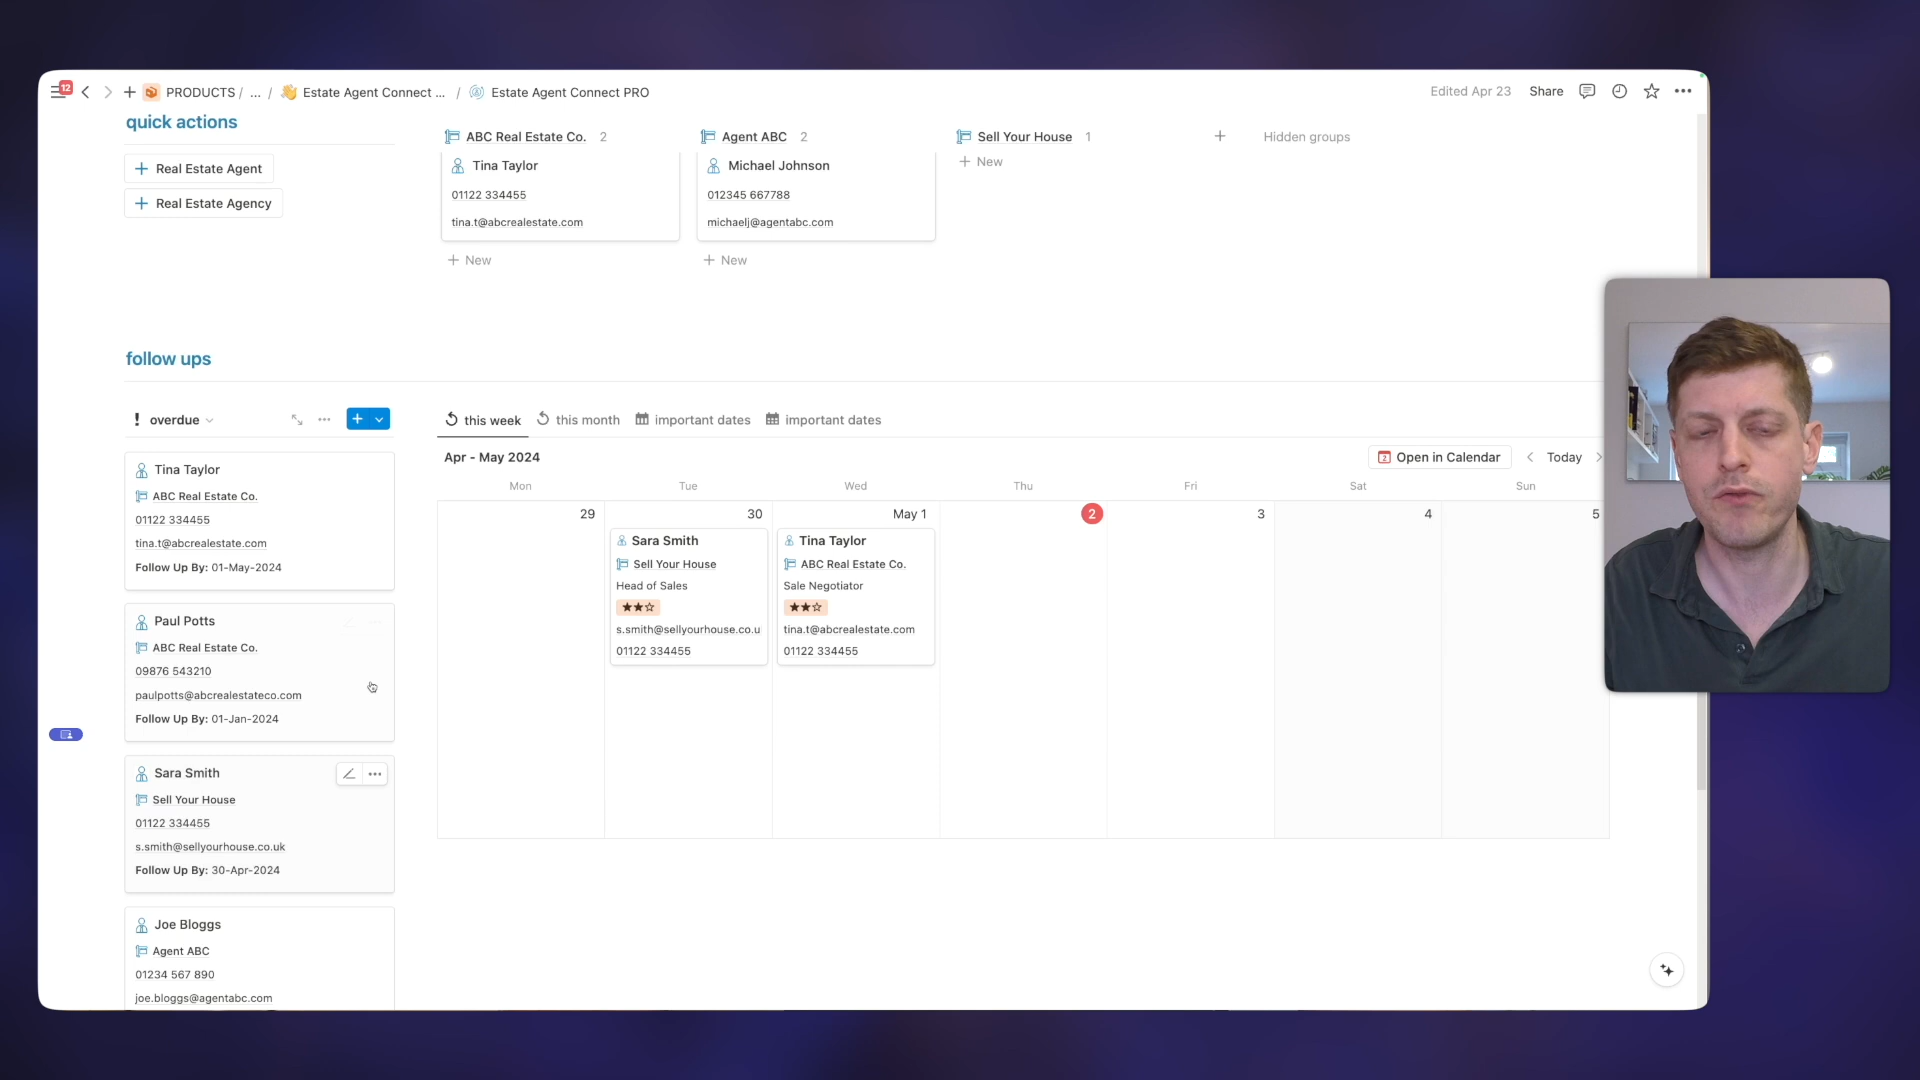 12
PRODUCTS / ... / Estate Agent Connect ... / Estate Agent Connect PRO
Edited Apr 23 Share
quick actions
Real Estate Agent
Real Estate Agency
ABC Real Estate Co. 2
Tina Taylor
01122 334455
tina.t@abcrealestate.com
New
Agent ABC 2
Michael Johnson
012345 667788
michaelj@agentabc.com
New
Sell Your House 1
New
Hidden groups
follow ups
overdue
Tina Taylor
ABC Real Estate Co.
01122 334455
tina.t@abcrealestate.com
Follow Up By: 01-May-2024
Paul Potts
ABC Real Estate Co.
09876 543210
paulpotts@abcrealestateco.com
Follow Up By: 01-Jan-2024
Sara Smith
Sell Your House
01122 334455
s.smith@sellyourhouse.co.uk
Follow Up By: 30-Apr-2024
Joe Bloggs
Agent ABC
01234 567 890
joe.bloggs@agentabc.com
this week this month important dates important dates
Apr - May 2024
2 Open in Calendar Today
Mon Tue Wed Thu Fri Sat Sun
29 30 May 1 2 3 4 5
Sara Smith
Sell Your House
Head of Sales
★★☆
s.smith@sellyourhouse.co.u
01122 334455
Tina Taylor
ABC Real Estate Co.
Sale Negotiator
★★☆
tina.t@abcrealestate.com
01122 334455